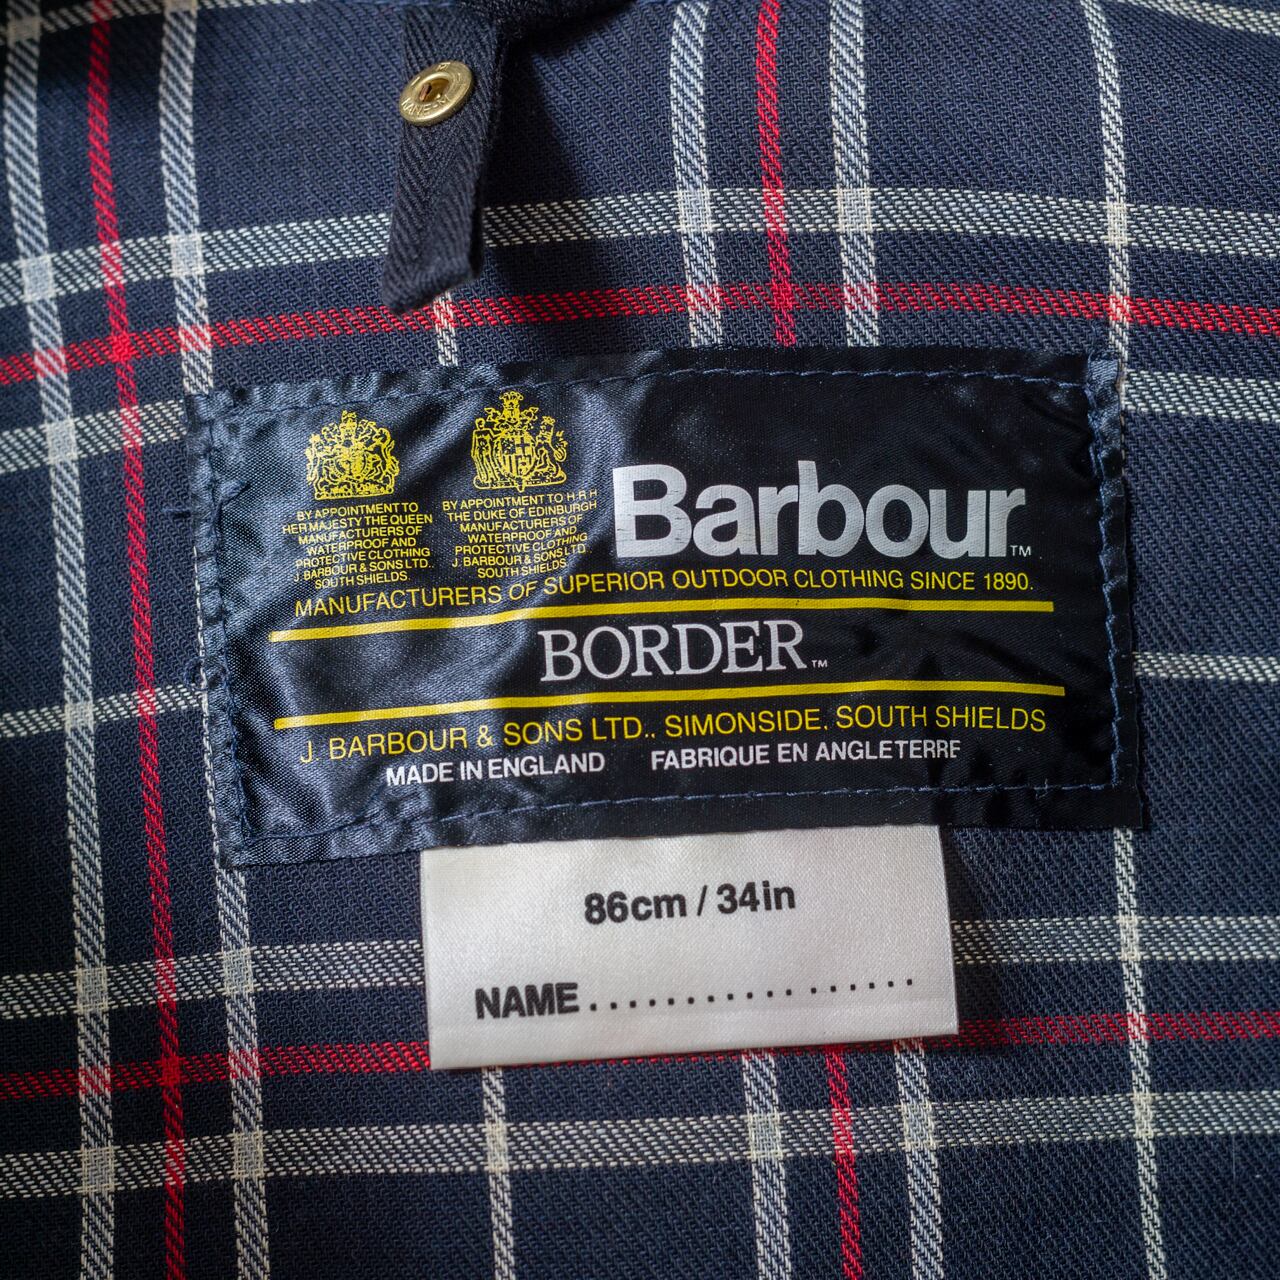 BY APPOINTMENT TO
HER MAJESTY THE QUEEN
MANUFACTURERS OF
WATERPROOF AND
PROTECTIVE CLOTHING
J. BARBOUR & SONS LTD..
SOUTH SHIELDS.
BY APPOINTMENT TO H R H
THE DUKE OF EDINBURGH
MANUFACTURERS OF
WATERPROOF AND
PROTECTIVE CLOTHING
J. BARBOUR & SONS LTD.
SOUTH SHIELDS.
Barbour™
MANUFACTURERS OF SUPERIOR OUTDOOR CLOTHING SINCE 1890.
BORDER™
J. BARBOUR & SONS LTD., SIMONSIDE, SOUTH SHIELDS
MADE IN ENGLAND FABRIQUE EN ANGLETERRE
86cm / 34in
NAME.................